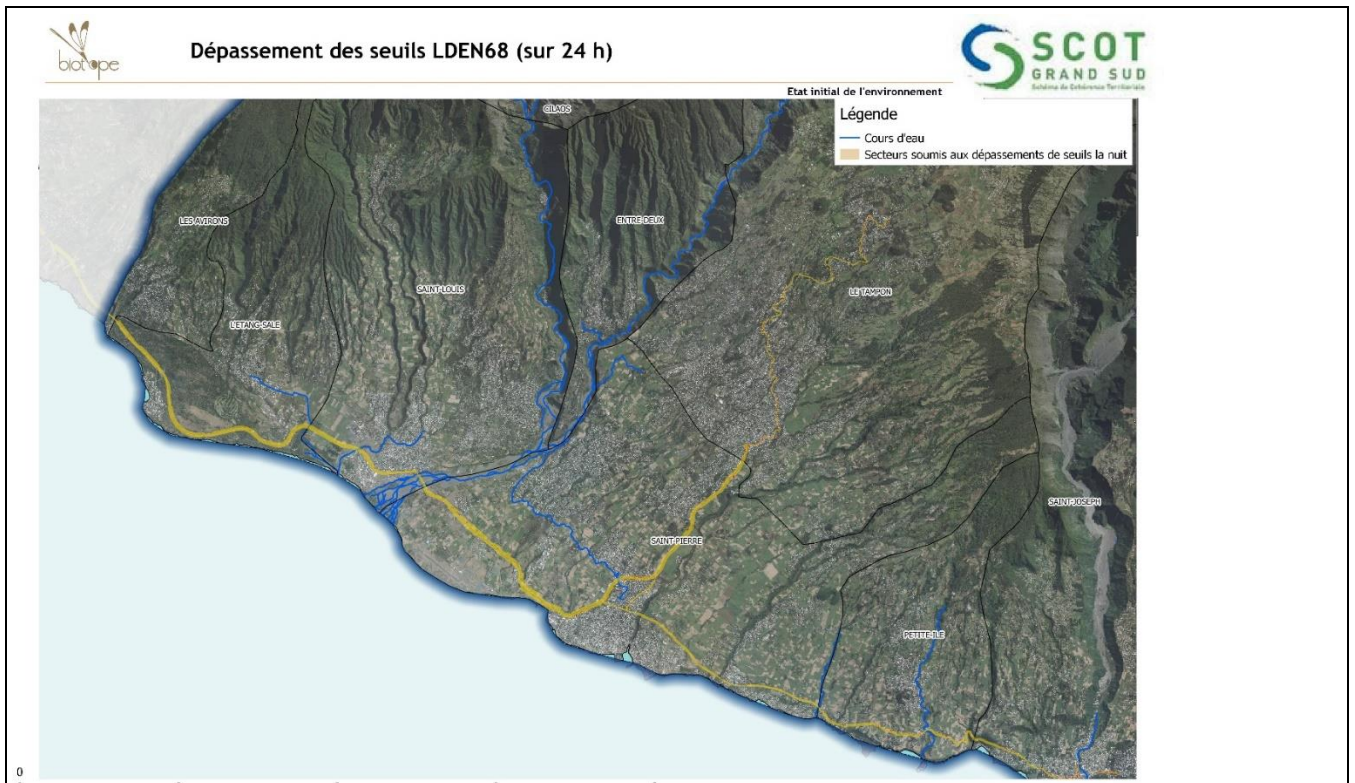 biotope
Dépassement des seuils LDEN68 (sur 24 h)
SCOT
GRAND SUD
Schéma de Cohérence Territoriale
Etat initial de l'environnement
Légende
Cours d'eau
Secteurs soumis aux dépassements de seuils la nuit
CILAOS
LES AVIRONS
ENTRE-DEUX
SAINT-LOUIS
LE TAMPON
L'ETANG-SALE
SAINT-JOSEPH
SAINT PIERRE
PETITE-ILE
0